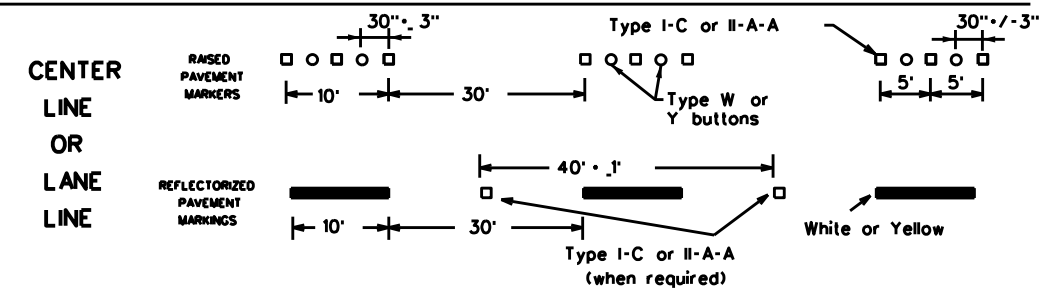 30"·_ 3"
Type I-C or II-A-A
30"·/-3"
CENTER
LINE
OR
LANE
LINE
RAISED
PAVEMENT
MARKERS
10'
30'
Type W or
Y buttons
5'
5'
40' · _1'
REFLECTORIZED
PAVEMENT
MARKINGS
10'
30'
Type I-C or II-A-A
(when required)
White or Yellow